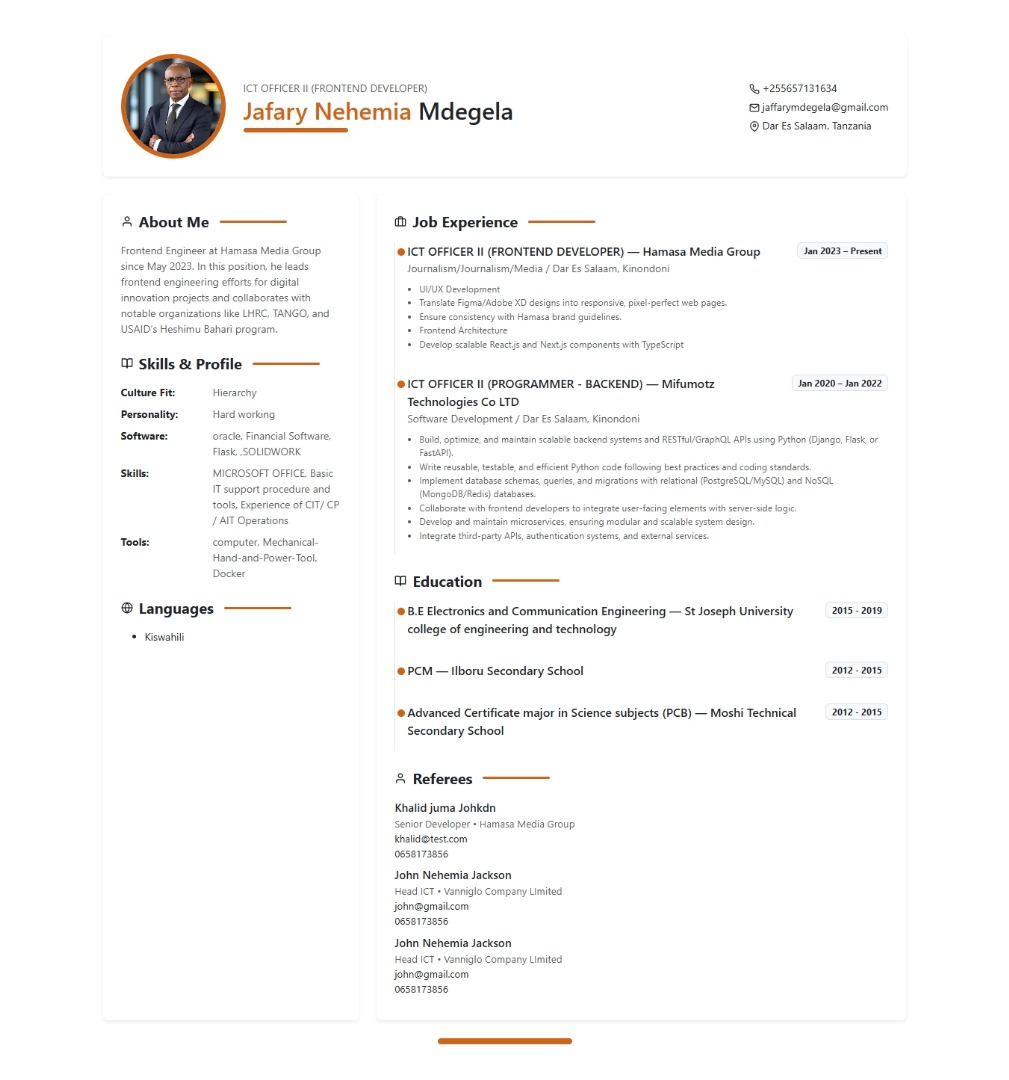 ICT OFFICER II (FRONTEND DEVELOPER)
Jafary Nehemia Mdegela
+255657131634
jaffarymdegela@gmail.com
Dar Es Salaam, Tanzania
About Me
Frontend Engineer at Hamasa Media Group
since May 2023. In this position, he leads
frontend engineering efforts for digital
innovation projects and collaborates with
notable organizations like LHRC, TANGO, and
USAID's Heshimu Bahari program.
Skills & Profile
Culture Fit: Hierarchy
Personality: Hard working
Software: oracle, Financial Software,
Flask, .SOLIDWORK
Skills: MICROSOFT OFFICE, Basic
IT support procedure and
tools, Experience of CIT/ CP
/ AIT Operations
Tools: computer, Mechanical-
Hand-and-Power-Tool,
Docker
Languages
• Kiswahili
Job Experience
ICT OFFICER II (FRONTEND DEVELOPER) — Hamasa Media Group
Jan 2023 – Present
Journalism/Journalism/Media / Dar Es Salaam, Kinondoni
• UI/UX Development
• Translate Figma/Adobe XD designs into responsive, pixel-perfect web pages.
• Ensure consistency with Hamasa brand guidelines.
• Frontend Architecture
• Develop scalable React.js and Next.js components with TypeScript
ICT OFFICER II (PROGRAMMER - BACKEND) — Mifumotz
Technologies Co LTD
Jan 2020 – Jan 2022
Software Development / Dar Es Salaam, Kinondoni
• Build, optimize, and maintain scalable backend systems and RESTful/GraphQL APIs using Python (Django, Flask, or
FastAPI).
• Write reusable, testable, and efficient Python code following best practices and coding standards.
• Implement database schemas, queries, and migrations with relational (PostgreSQL/MySQL) and NoSQL
(MongoDB/Redis) databases.
• Collaborate with frontend developers to integrate user-facing elements with server-side logic.
• Develop and maintain microservices, ensuring modular and scalable system design.
• Integrate third-party APIs, authentication systems, and external services.
Education
B.E Electronics and Communication Engineering — St Joseph University
college of engineering and technology
2015 - 2019
PCM — Ilboru Secondary School
2012 - 2015
Advanced Certificate major in Science subjects (PCB) — Moshi Technical
Secondary School
2012 - 2015
Referees
Khalid juma Johkdn
Senior Developer • Hamasa Media Group
khalid@test.com
0658173856
John Nehemia Jackson
Head ICT • Vanniglo Company LImited
john@gmail.com
0658173856
John Nehemia Jackson
Head ICT • Vanniglo Company LImited
john@gmail.com
0658173856